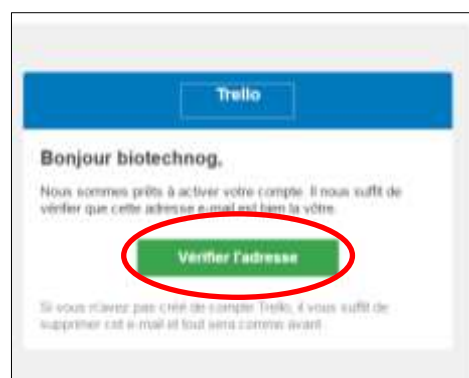 Trello
Bonjour biotechnog,
Nous sommes prêts à activer votre compte. Il nous suffit de
vérifier que cette adresse e-mail est bien la vôtre.
Vérifier l'adresse
Si vous n'avez pas créé de compte Trello, il vous suffit de
supprimer cet e-mail et tout sera comme avant.